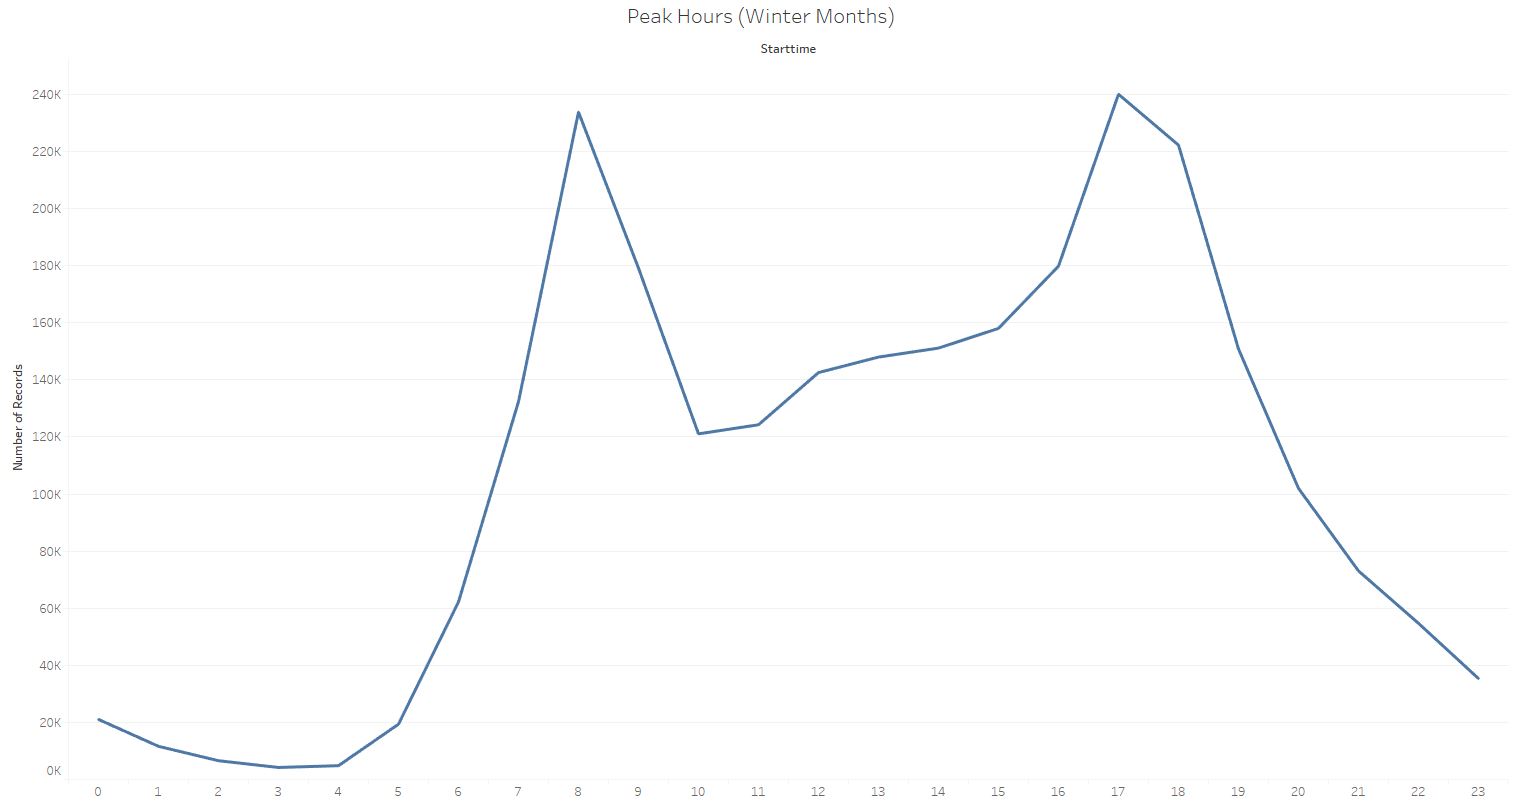 Peak Hours (Winter Months)
Starttime
240K
220K
200K
180K
160K
140K
120K
100K
80K
60K
40K
20K
0K
Number of Records
0 1 2 3 4 5 6 7 8 9 10 11 12 13 14 15 16 17 18 19 20 21 22 23